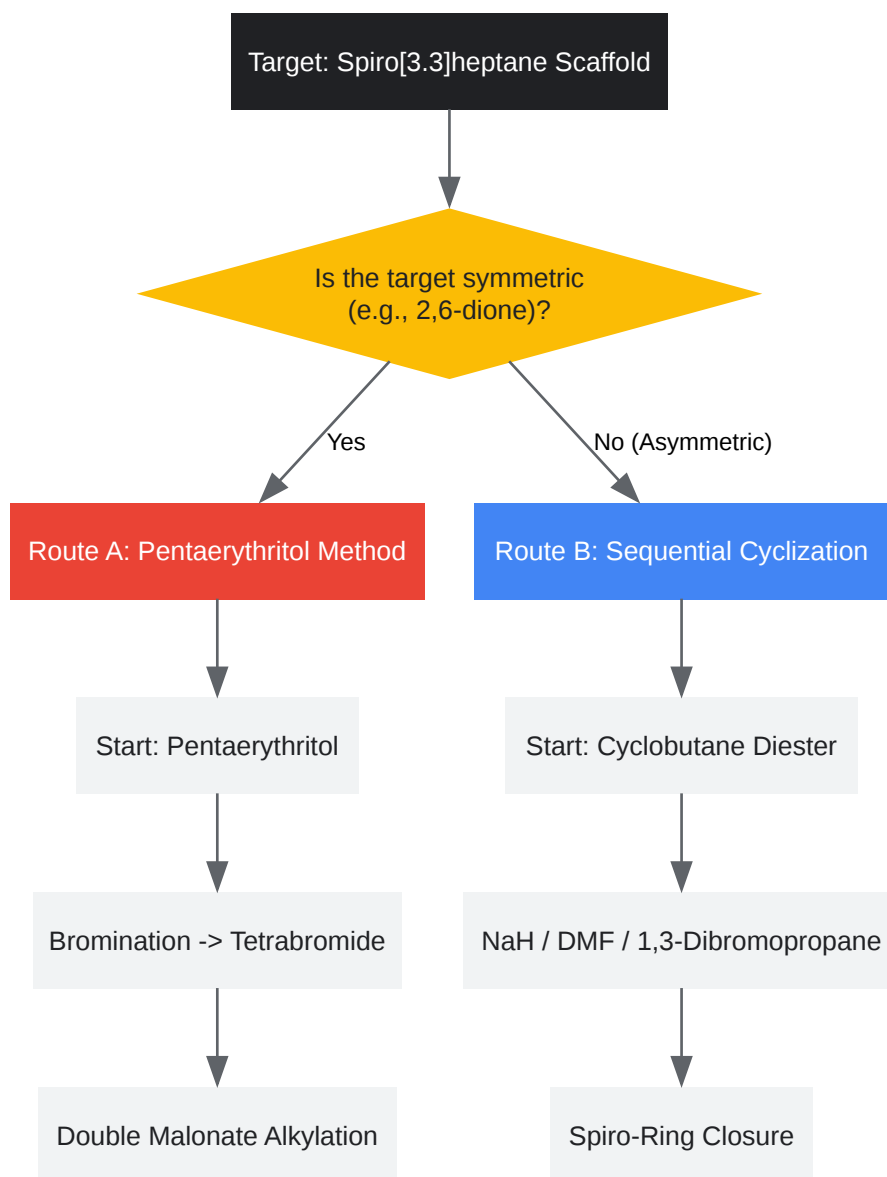 Target: Spiro[3.3]heptane Scaffold
Is the target symmetric
(e.g., 2,6-dione)?
Yes
No (Asymmetric)
Route A: Pentaerythritol Method
Route B: Sequential Cyclization
Start: Pentaerythritol
Start: Cyclobutane Diester
Bromination -> Tetrabromide
NaH / DMF / 1,3-Dibromopropane
Double Malonate Alkylation
Spiro-Ring Closure